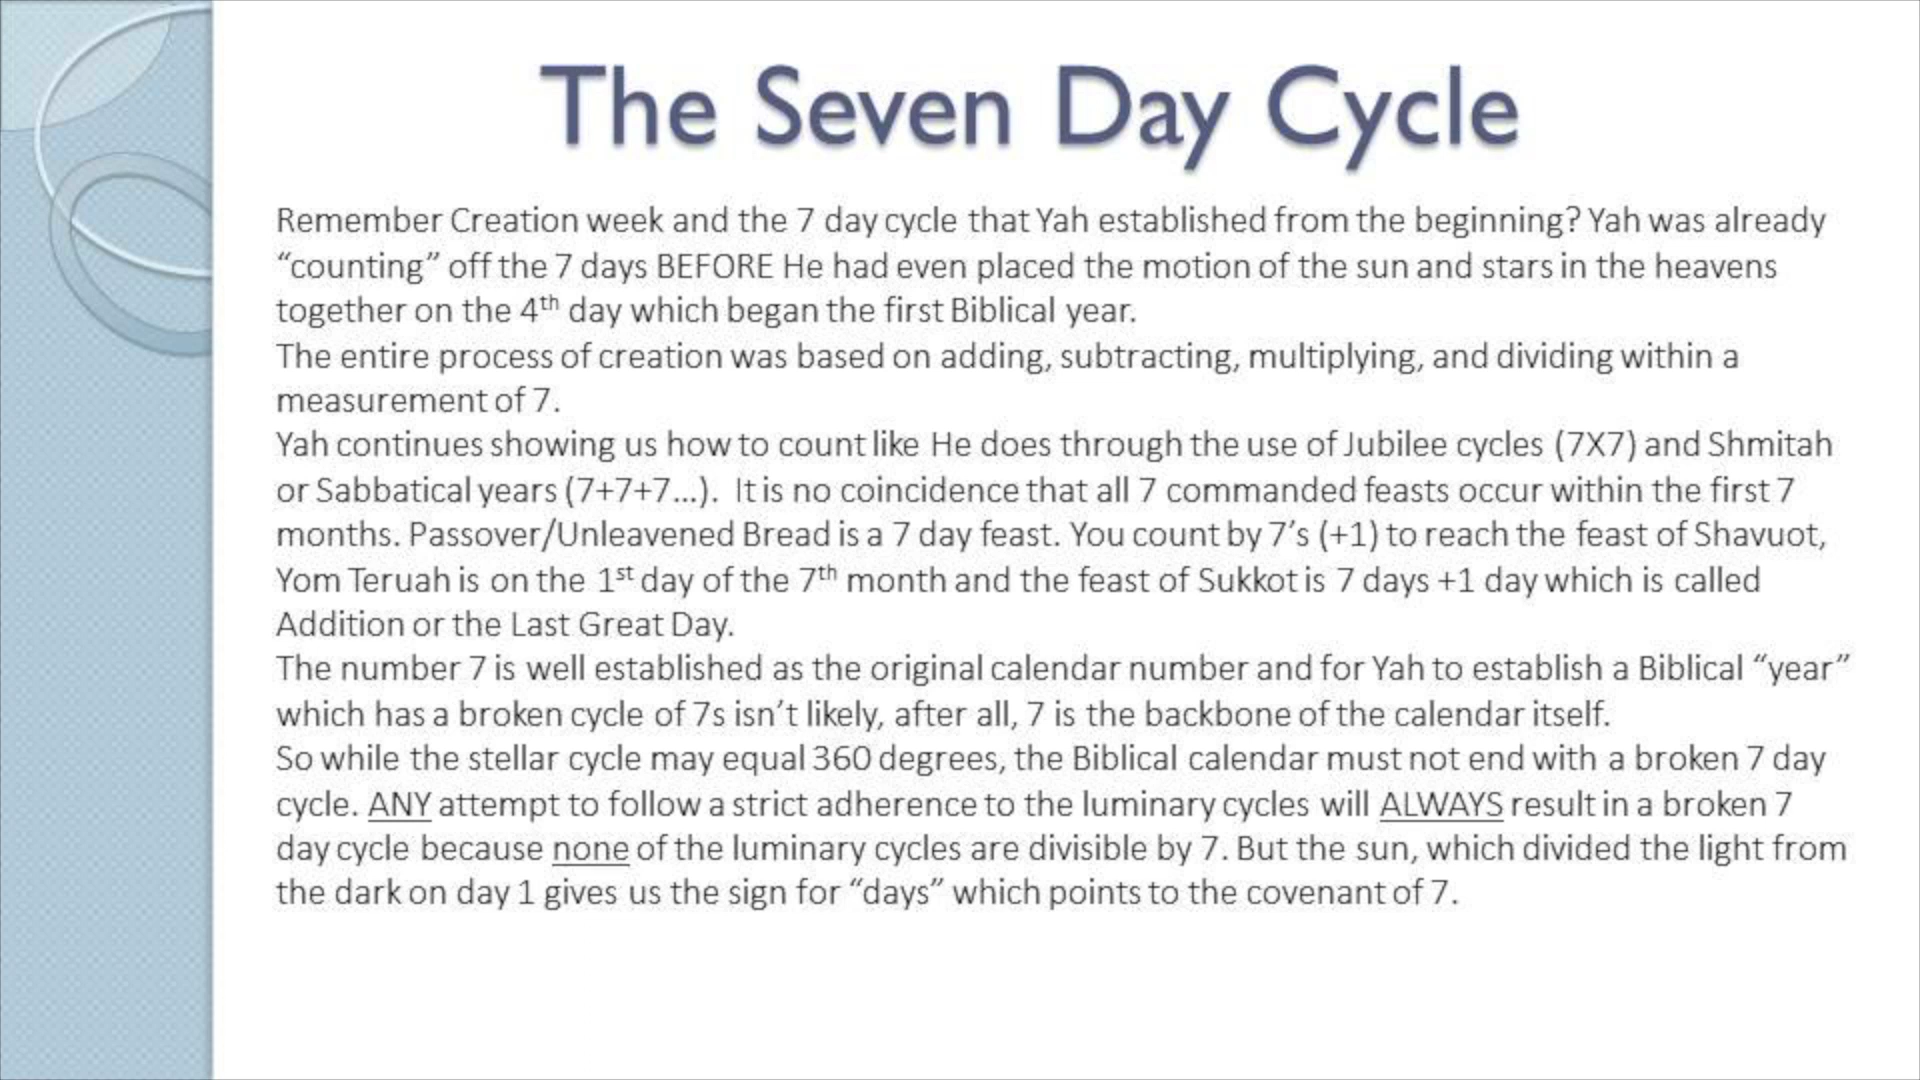 The Seven Day Cycle
Remember Creation week and the 7 day cycle that Yah established from the beginning? Yah was already
“counting” off the 7 days BEFORE He had even placed the motion of the sun and stars in the heavens
together on the 4th day which began the first Biblical year.
The entire process of creation was based on adding, subtracting, multiplying, and dividing within a
measurement of 7.
Yah continues showing us how to count like He does through the use of Jubilee cycles (7X7) and Shmitah
or Sabbatical years (7+7+7…). It is no coincidence that all 7 commanded feasts occur within the first 7
months. Passover/Unleavened Bread is a 7 day feast. You count by 7’s (+1) to reach the feast of Shavuot,
Yom Teruah is on the 1st day of the 7th month and the feast of Sukkot is 7 days +1 day which is called
Addition or the Last Great Day.
The number 7 is well established as the original calendar number and for Yah to establish a Biblical “year”
which has a broken cycle of 7s isn’t likely, after all, 7 is the backbone of the calendar itself.
So while the stellar cycle may equal 360 degrees, the Biblical calendar must not end with a broken 7 day
cycle. ANY attempt to follow a strict adherence to the luminary cycles will ALWAYS result in a broken 7
day cycle because none of the luminary cycles are divisible by 7. But the sun, which divided the light from
the dark on day 1 gives us the sign for “days” which points to the covenant of 7.